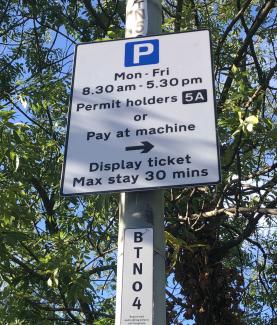 P
Mon - Fri
8.30 am - 5.30 pm
Permit holders 5A
or
Pay at machine
Display ticket
Max stay 30 mins
BTN04